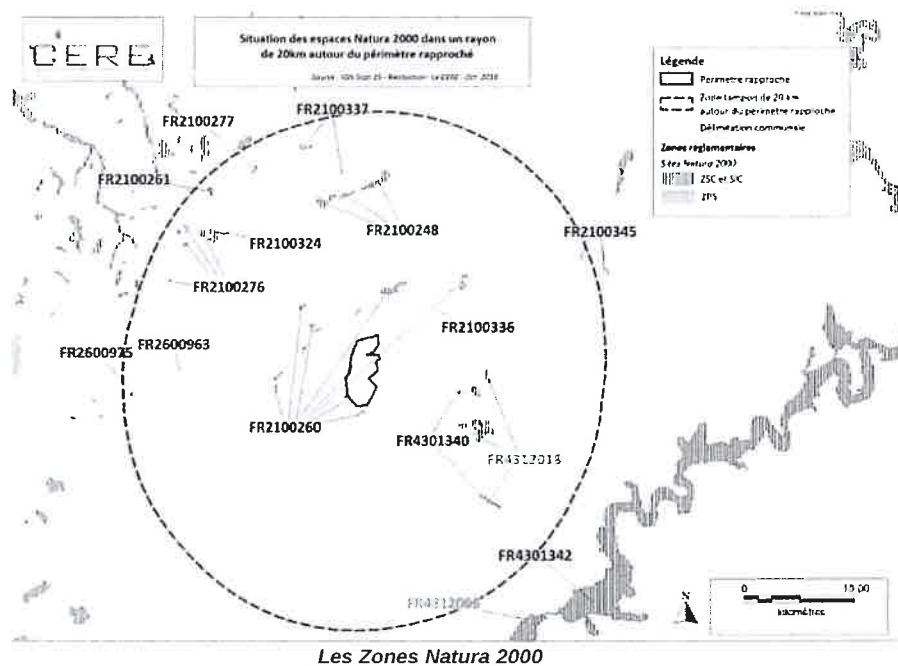 CERE
Situation des espaces Natura 2000 dans un rayon
de 20km autour du périmètre rapproché
Légende
Périmètre rapproché
Zone tampon de 20 km
autour du périmètre rapproché
Délimitation communale
Zones réglementaires
Sites Natura 2000
ZSC et SIC
ZPS
FR2100337
FR2100277
FR2100261
FR2100324
FR2100248
FR2100345
FR2100276
FR2100336
FR2600975
FR2600963
FR2100260
FR4301340
FR4312018
FR4301342
FR4312006
0
kilomètres
N
Les Zones Natura 2000